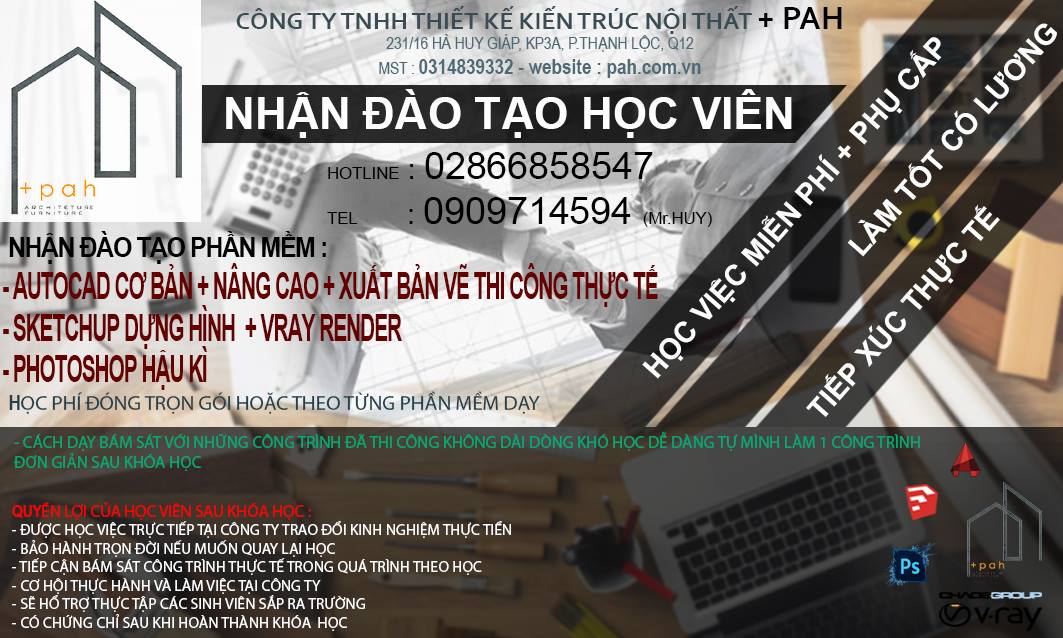 CÔNG TY TNHH THIẾT KẾ KIẾN TRÚC NỘI THẤT + PAH
231/16 HÀ HUY GIÁP, KP3A, P.THẠNH LỘC, Q12
MST : 0314839332 - website : pah.com.vn
NHẬN ĐÀO TẠO HỌC VIÊN
HOTLINE : 02866858547
TEL : 0909714594 (Mr.HUY)
+ pah
ARCHITETURE
FURNITURE
HỌC VIỆC MIỄN PHÍ + PHỤ CẤP
LÀM TỐT CÓ LƯƠNG
TIẾP XÚC THỰC TẾ
NHẬN ĐÀO TẠO PHẦN MỀM :
- AUTOCAD CƠ BẢN + NÂNG CAO + XUẤT BẢN VẼ THI CÔNG THỰC TẾ
- SKETCHUP DỰNG HÌNH + VRAY RENDER
- PHOTOSHOP HẬU KÌ
HỌC PHÍ ĐÓNG TRỌN GÓI HOẶC THEO TỪNG PHẦN MỀM DẠY
- CÁCH DẠY BÁM SÁT VỚI NHỮNG CÔNG TRÌNH ĐÃ THI CÔNG KHÔNG DÀI DÒNG KHÓ HỌC DỄ DÀNG TỰ MÌNH LÀM 1 CÔNG TRÌNH
ĐƠN GIẢN SAU KHÓA HỌC
QUYỀN LỢI CỦA HỌC VIÊN SAU KHÓA HỌC :
- ĐƯỢC HỌC VIỆC TRỰC TIẾP TẠI CÔNG TY TRAO ĐỔI KINH NGHIỆM THỰC TIỄN
- BẢO HÀNH TRỌN ĐỜI NẾU MUỐN QUAY LẠI HỌC
- TIẾP CẬN BÁM SÁT CÔNG TRÌNH THỰC TẾ TRONG QUÁ TRÌNH THEO HỌC
- CƠ HỘI THỰC HÀNH VÀ LÀM VIỆC TẠI CÔNG TY
- SẼ HỔ TRỢ THỰC TẬP CÁC SINH VIÊN SẮP RA TRƯỜNG
- CÓ CHỨNG CHỈ SAU KHI HOÀN THÀNH KHÓA HỌC
Ps
+ pah
CHAOSGROUP
v·ray